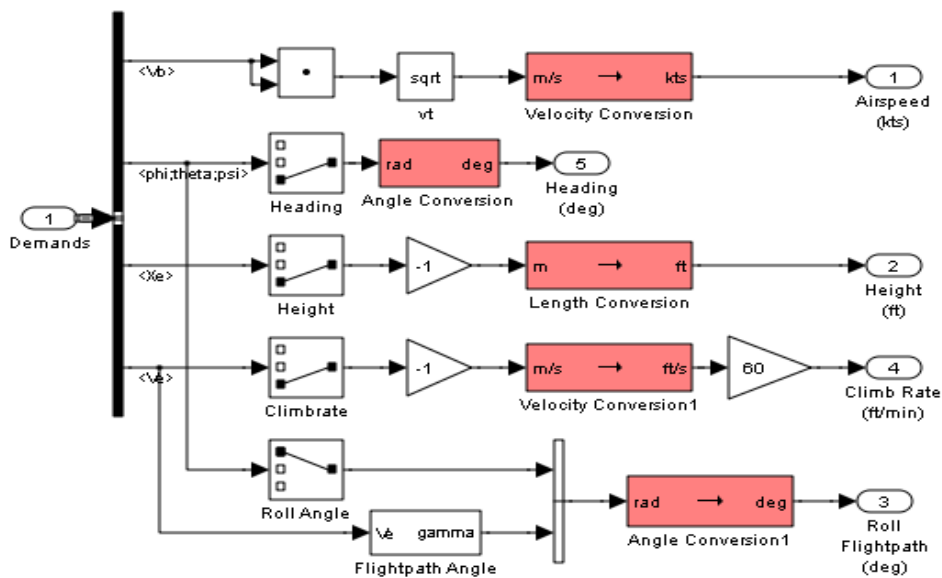 <Vb>
sqrt
vt
m/s → kts
Velocity Conversion
1
Airspeed
(kts)
<phi;theta;psi>
Heading
rad deg
Angle Conversion
5
Heading
(deg)
1
Demands
<Xe>
Height
-1
m → ft
Length Conversion
2
Height
(ft)
<Ve>
Climbrate
-1
m/s → ft/s
Velocity Conversion1
60
4
Climb Rate
(ft/min)
Roll Angle
Ve gamma
Flightpath Angle
rad → deg
Angle Conversion1
3
Roll
Flightpath
(deg)